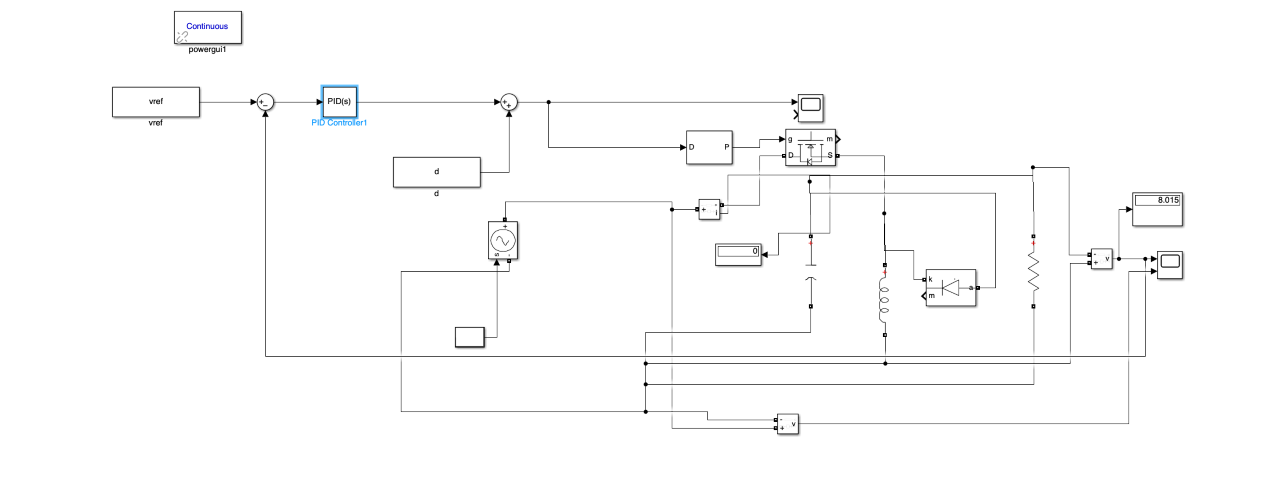 Continuous
powergui1
vref
vref
PID(s)
PID Controller1
d
d
D P
g m
D S
i
s
0
8.015
k
m a
v
v